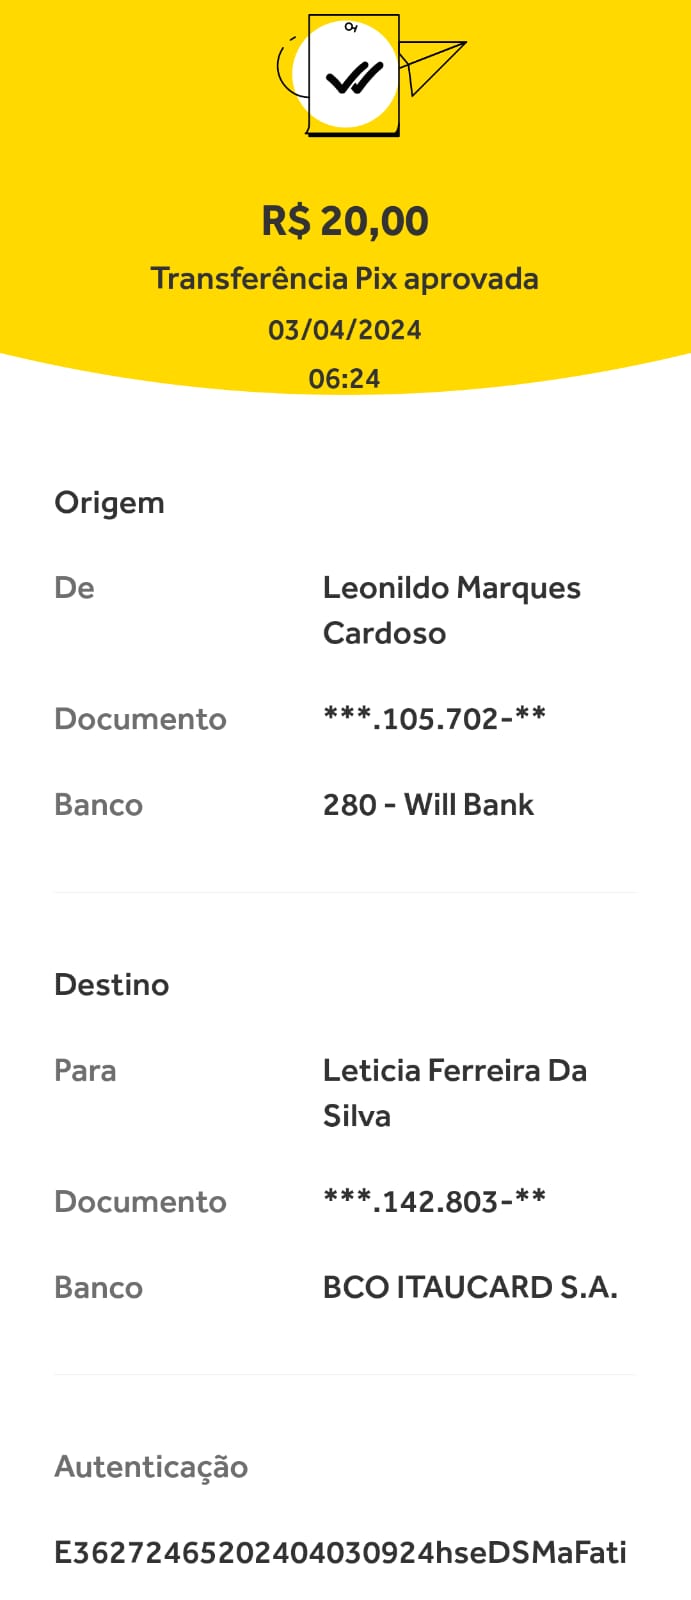 R$ 20,00
Transferência Pix aprovada
03/04/2024
06:24
Origem
De
Leonildo Marques
Cardoso
Documento
***.105.702-**
Banco
280 - Will Bank
Destino
Para
Leticia Ferreira Da
Silva
Documento
***.142.803-**
Banco
BCO ITAUCARD S.A.
Autenticação
E36272465202404030924hseDSMaFati